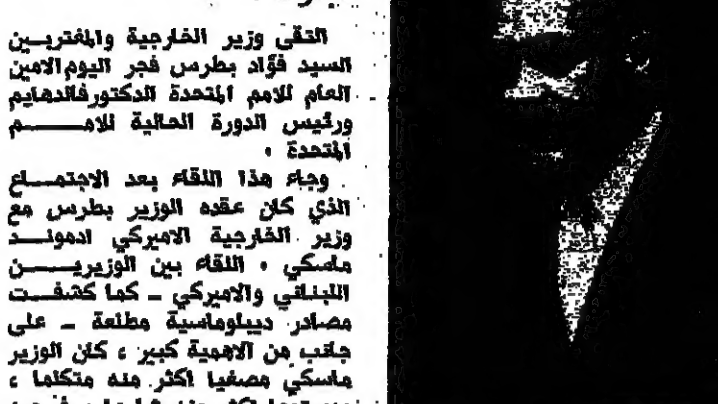 التقى وزير الخارجية والمغتربين
السيد فؤاد بطرس فجر اليوم الامين
العام للامم المتحدة الدكتور فالدهايم
ورئيس الدورة الحالية للامم
المتحدة .
وجاء هذا اللقاء بعد الاجتماع
الذي كان عقده الوزير بطرس مع
وزير الخارجية الاميركي ادموند
ماسكي . اللقاء بين الوزيرين
اللبناني والاميركي ــ كما كشفت
مصادر ديبلوماسية مطلعة ــ على
جانب من الاهمية كبير ، كان الوزير
ماسكي مصغيا اكثر منه متكلما ،